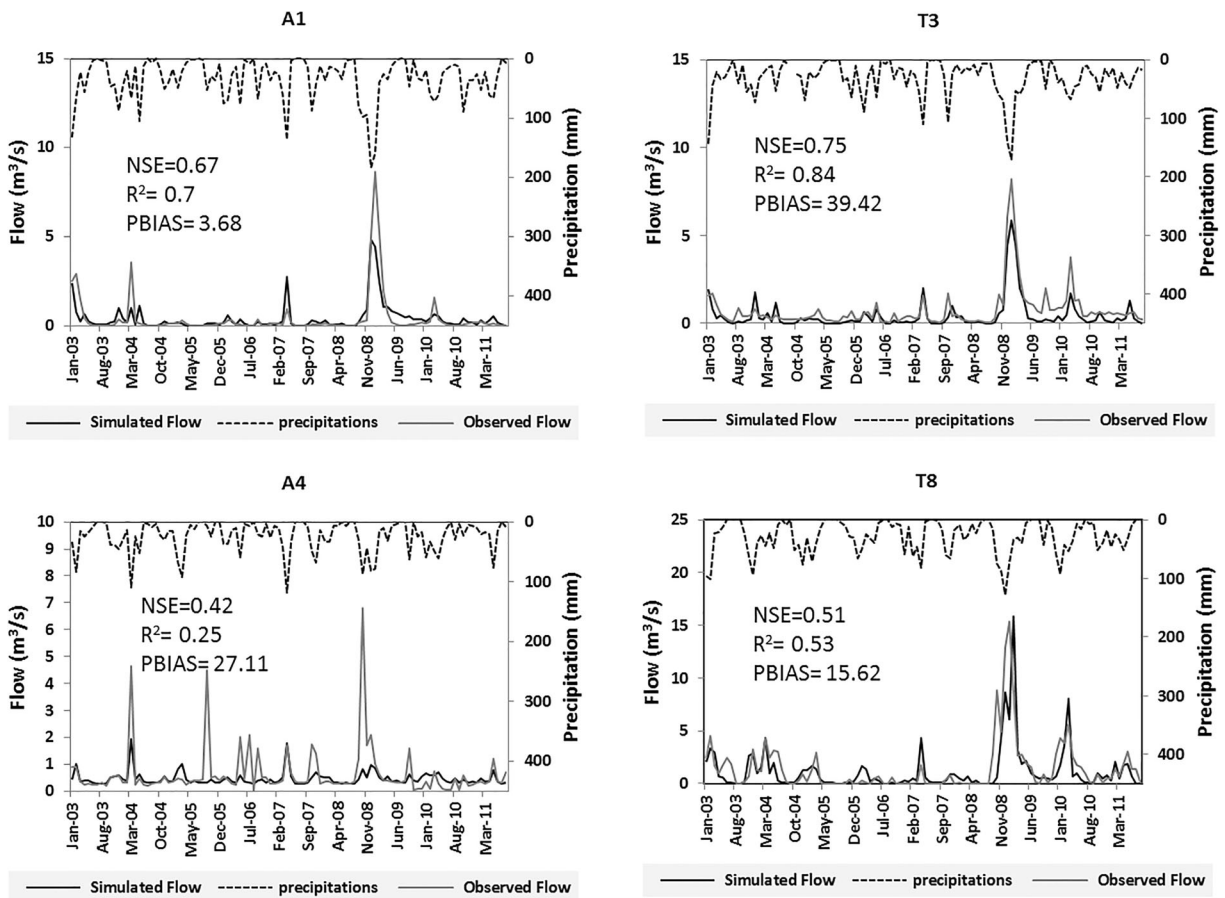 A1
15
10
5
0
0
100
200
300
400
Flow (m³/s)
Precipitation (mm)
NSE=0.67
R²= 0.7
PBIAS= 3.68
Jan-03
Aug-03
Mar-04
Oct-04
May-05
Dec-05
Jul-06
Feb-07
Sep-07
Apr-08
Nov-08
Jun-09
Jan-10
Aug-10
Mar-11
Simulated Flow
precipitations
Observed Flow
T3
15
10
5
0
0
100
200
300
400
Flow (m³/s)
Precipitation (mm)
NSE=0.75
R²= 0.84
PBIAS= 39.42
Jan-03
Aug-03
Mar-04
Oct-04
May-05
Dec-05
Jul-06
Feb-07
Sep-07
Apr-08
Nov-08
Jun-09
Jan-10
Aug-10
Mar-11
Simulated Flow
precipitations
Observed Flow
A4
10
9
8
7
6
5
4
3
2
1
0
0
100
200
300
400
Flow (m³/s)
Precipitation (mm)
NSE=0.42
R²= 0.25
PBIAS= 27.11
Jan-03
Aug-03
Mar-04
Oct-04
May-05
Dec-05
Jul-06
Feb-07
Sep-07
Apr-08
Nov-08
Jun-09
Jan-10
Aug-10
Mar-11
Simulated Flow
precipitations
Observed Flow
T8
25
20
15
10
5
0
0
100
200
300
400
Flow (m³/s)
Precipitation (mm)
NSE=0.51
R²= 0.53
PBIAS= 15.62
Jan-03
Aug-03
Mar-04
Oct-04
May-05
Dec-05
Jul-06
Feb-07
Sep-07
Apr-08
Nov-08
Jun-09
Jan-10
Aug-10
Mar-11
Simulated Flow
precipitations
Observed Flow